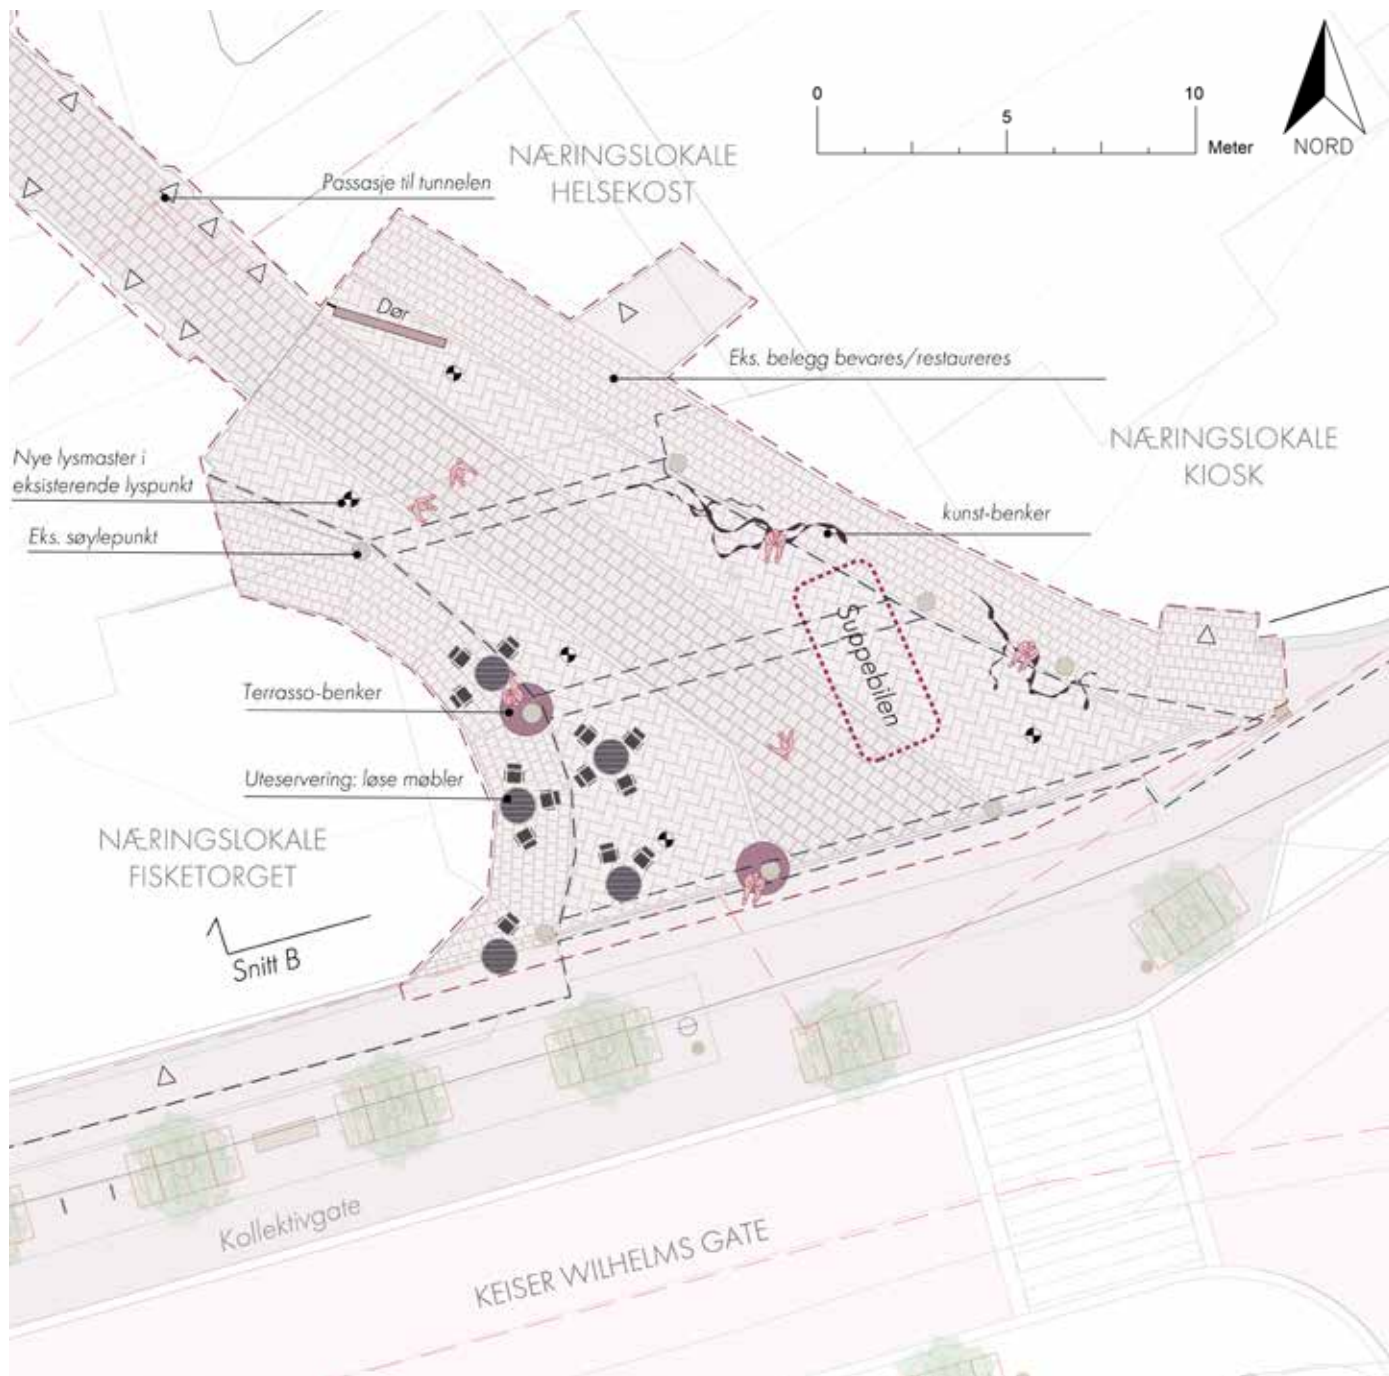 0
5
10
Meter
NORD
NÆRINGSLOKALE
HELSEKOST
Passasje til tunnelen
Dør
Eks. belegg bevares/restaureres
NÆRINGSLOKALE
KIOSK
Nye lysmaster i
eksisterende lyspunkt
kunst-benker
Eks. søylepunkt
Suppebilen
Terrasso-benker
Uteservering: løse møbler
NÆRINGSLOKALE
FISKETORGET
Snitt B
Kollektivgate
KEISER WILHELMS GATE